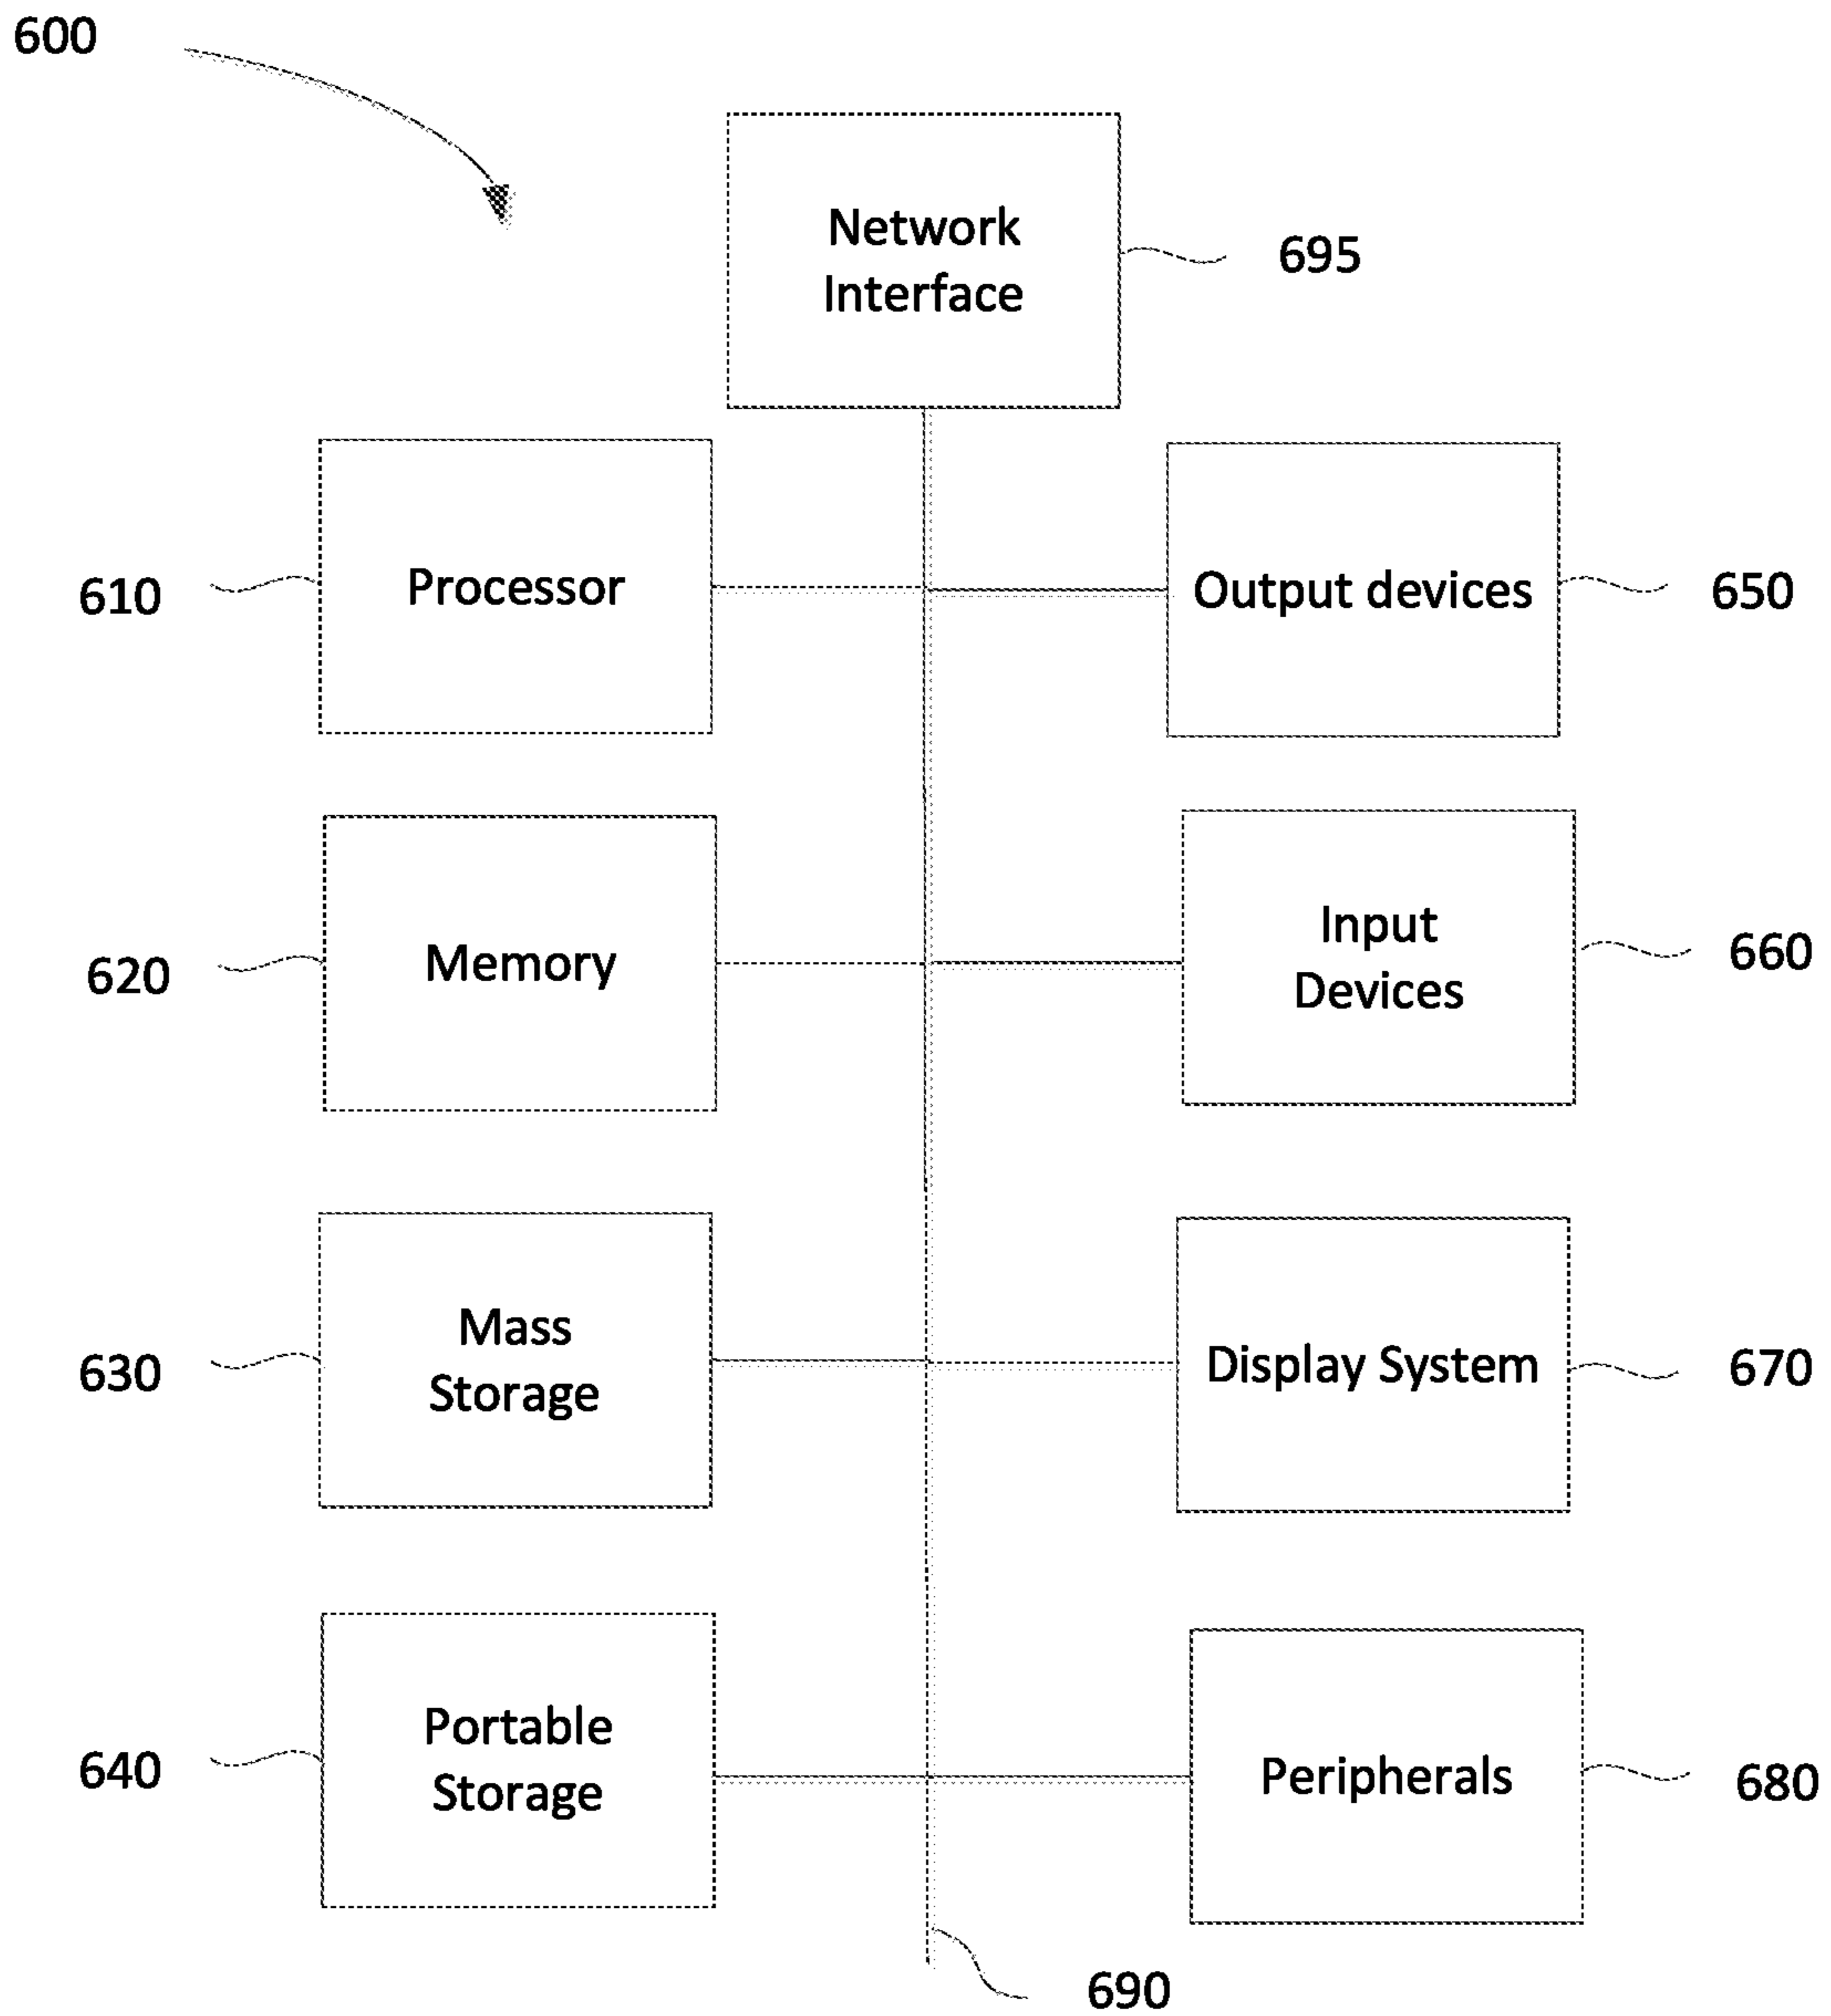 600
Network
Interface
695
610
Processor
Output devices
650
620
Memory
Input
Devices
660
630
Mass
Storage
Display System
670
640
Portable
Storage
Peripherals
680
690